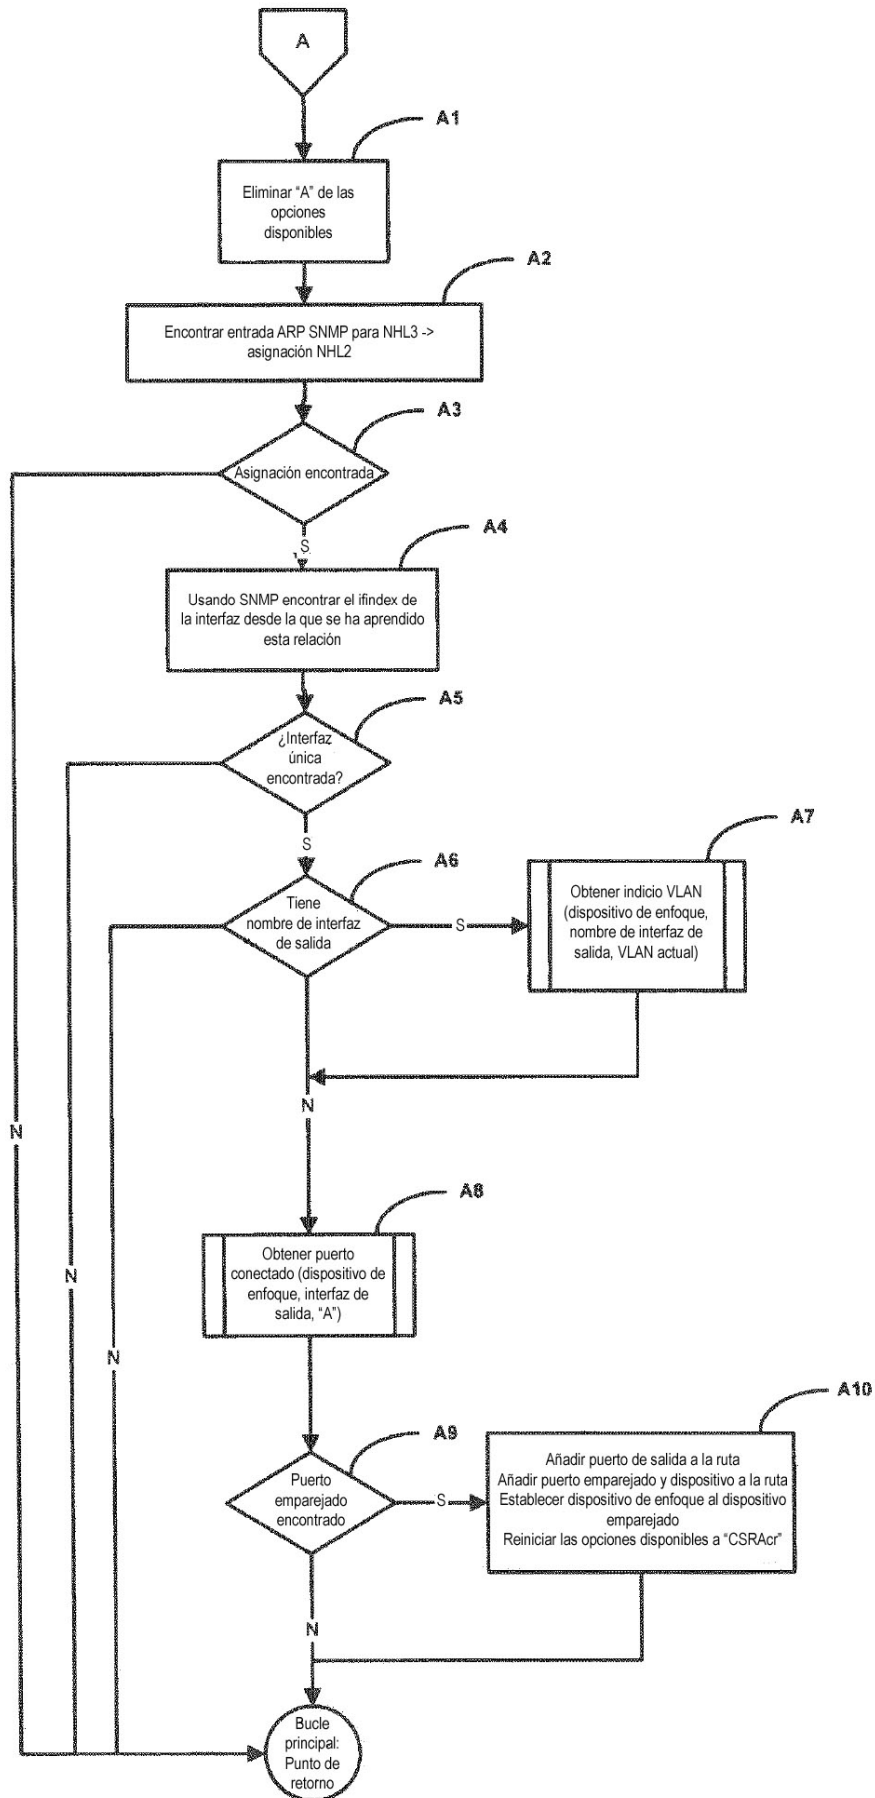 A
A1
Eliminar “A” de las
opciones
disponibles
A2
Encontrar entrada ARP SNMP para NHL3 ->
asignación NHL2
A3
Asignación encontrada
S
A4
Usando SNMP encontrar el ifindex de
la interfaz desde la que se ha aprendido
esta relación
A5
¿Interfaz
única
encontrada?
S
A6
Tiene
nombre de interfaz
de salida
S
A7
Obtener indicio VLAN
(dispositivo de enfoque,
nombre de interfaz de
salida, VLAN actual)
N
N
A8
Obtener puerto
conectado (dispositivo de
enfoque, interfaz de
salida, “A”)
N
N
A9
Puerto
emparejado
encontrado
S
A10
Añadir puerto de salida a la ruta
Añadir puerto emparejado y dispositivo a la ruta
Establecer dispositivo de enfoque al dispositivo
emparejado
Reiniciar las opciones disponibles a “CSRAcr”
N
Bucle
principal:
Punto de
retorno